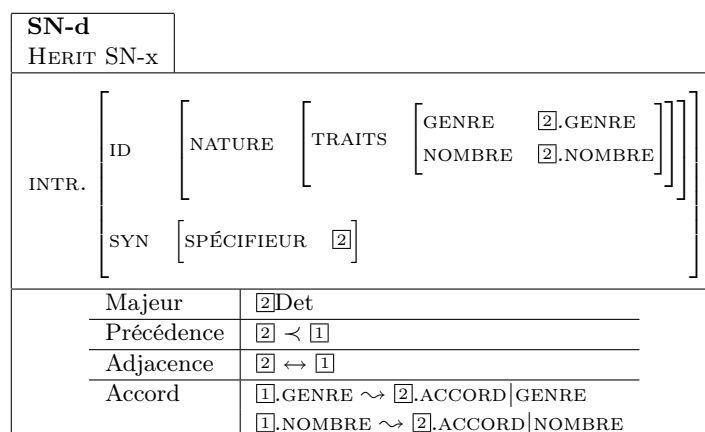 SN-d
HERIT SN-x
INTR.
ID
NATURE
TRAITS
GENRE 2.GENRE
NOMBRE 2.NOMBRE
SYN
SPÉCIFIEUR 2
Majeur 2Det
Précédence 2 ≺ 1
Adjacence 2 ↔ 1
Accord 1.GENRE ⇝ 2.ACCORD|GENRE
1.NOMBRE ⇝ 2.ACCORD|NOMBRE